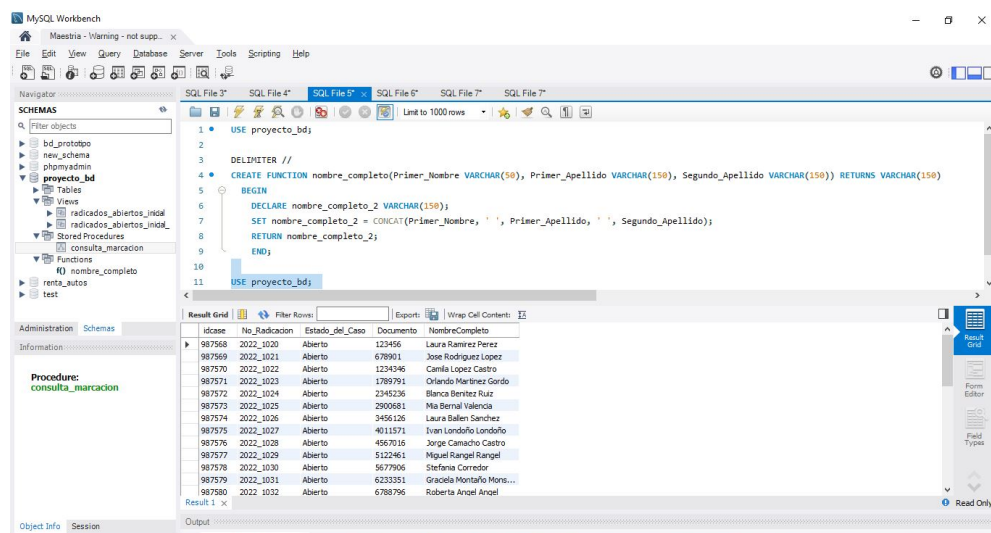 MySQL Workbench
Maestria - Warning - not supp... ×
File Edit View Query Database Server Tools Scripting Help
Navigator
SQL File 3* SQL File 4* SQL File 5* × SQL File 6* SQL File 7* SQL File 7*
SCHEMAS
Limit to 1000 rows
Filter objects
bd_prototipo
new_schema
phpmyadmin
proyecto_bd
Tables
Views
radicados_abiertos_inidal
radicados_abiertos_inidal_
Stored Procedures
consulta_marcacion
Functions
f() nombre_completo
renta_autos
test
1 USE proyecto_bd;
2
3 DELIMITER //
4 CREATE FUNCTION nombre_completo(Primer_Nombre VARCHAR(50), Primer_Apellido VARCHAR(150), Segundo_Apellido VARCHAR(150)) RETURNS VARCHAR(150)
5 BEGIN
6 DECLARE nombre_completo_2 VARCHAR(150);
7 SET nombre_completo_2 = CONCAT(Primer_Nombre, ' ', Primer_Apellido, ' ', Segundo_Apellido);
8 RETURN nombre_completo_2;
9 END;
10
11 USE proyecto_bd;
Result Grid Filter Rows: Export: Wrap Cell Content:
idcase No_Radicacion Estado_del_Caso Documento NombreCompleto
987568 2022_1020 Abierto 123456 Laura Ramirez Perez
987569 2022_1021 Abierto 678901 Jose Rodriguez Lopez
987570 2022_1022 Abierto 1234346 Camila Lopez Castro
987571 2022_1023 Abierto 1789791 Orlando Martinez Gordo
987572 2022_1024 Abierto 2345236 Blanca Benitez Ruiz
987573 2022_1025 Abierto 2900681 Mia Bernal Valencia
987574 2022_1026 Abierto 3456126 Laura Ballen Sanchez
987575 2022_1027 Abierto 4011571 Ivan Londoño Londoño
987576 2022_1028 Abierto 4567016 Jorge Camacho Castro
987577 2022_1029 Abierto 5122461 Miguel Rangel Rangel
987578 2022_1030 Abierto 5677906 Stefania Corredor
987579 2022_1031 Abierto 6233351 Graciela Montaño Mons...
987580 2022_1032 Abierto 6788796 Roberta Angel Angel
Result Grid
Form Editor
Field Types
Administration Schemas
Information
Procedure:
consulta_marcacion
Result 1 ×
Read Only
Output
Object Info Session